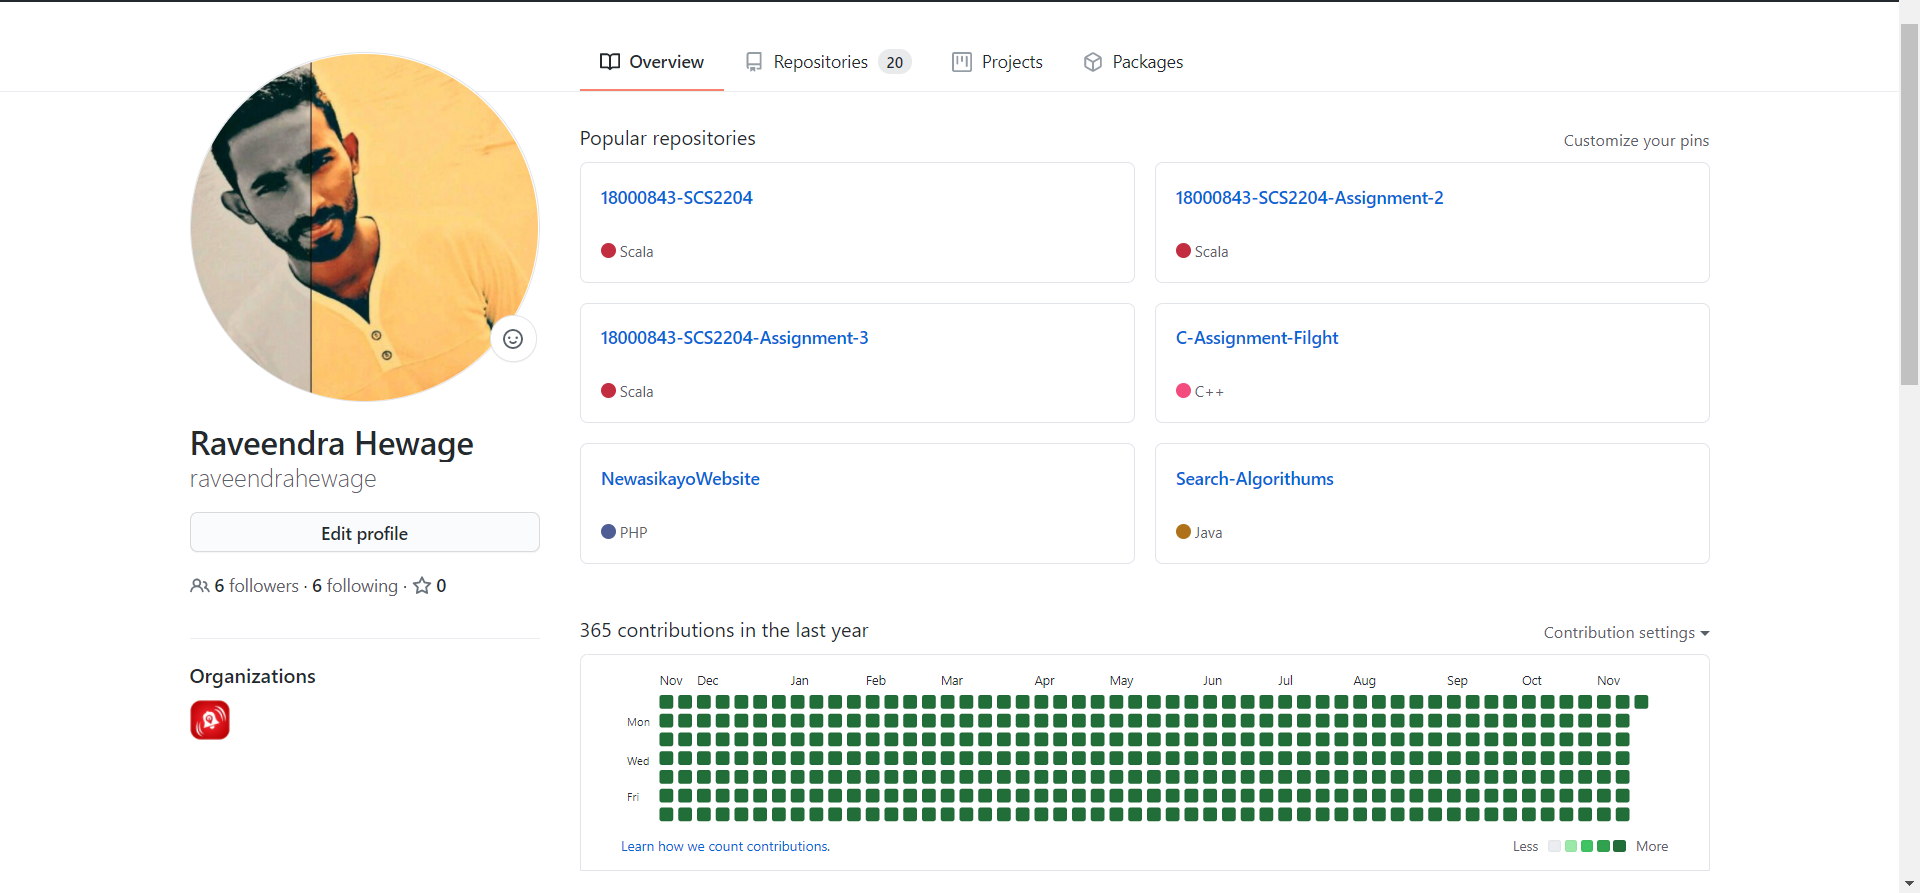 Overview Repositories 20 Projects Packages
Popular repositories
Customize your pins
18000843-SCS2204
Scala
18000843-SCS2204-Assignment-2
Scala
18000843-SCS2204-Assignment-3
Scala
C-Assignment-Filght
C++
NewasikayoWebsite
PHP
Search-Algorithums
Java
Raveendra Hewage
raveendrahewage
Edit profile
6 followers · 6 following · 0
Organizations
365 contributions in the last year
Contribution settings
Nov Dec Jan Feb Mar Apr May Jun Jul Aug Sep Oct Nov
Mon
Wed
Fri
Learn how we count contributions.
Less More